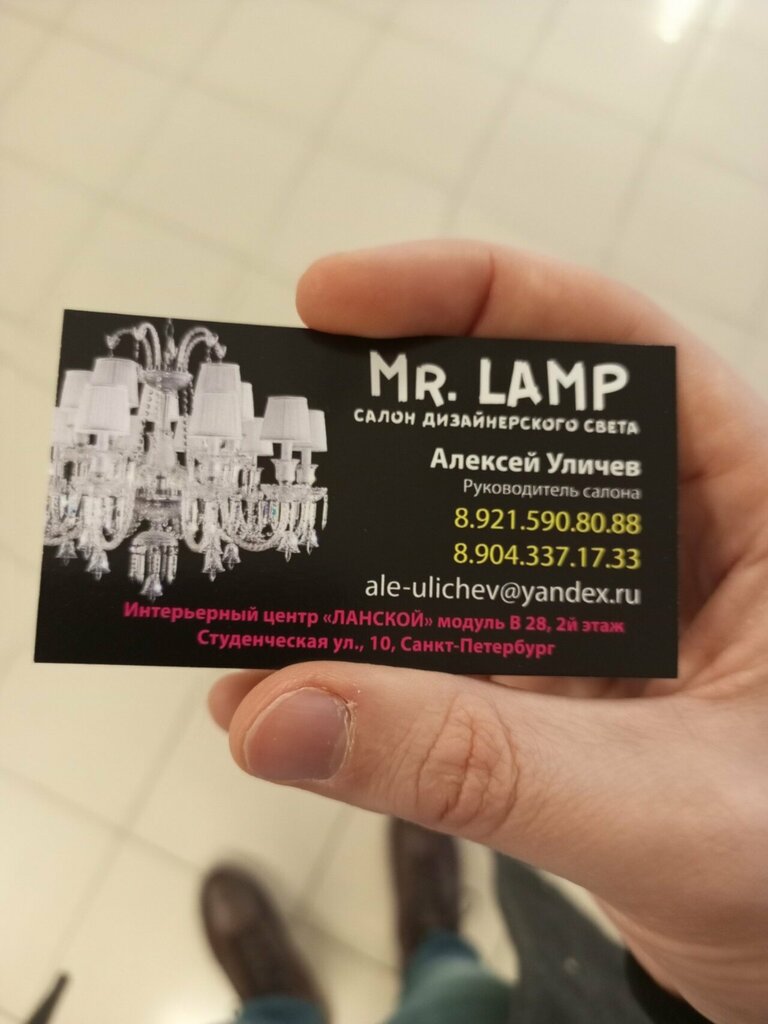 MR. LAMP
САЛОН ДИЗАЙНЕРСКОГО СВЕТА
Алексей Уличев
Руководитель салона
8.921.590.80.88
8.904.337.17.33
ale-ulichev@yandex.ru
Интерьерный центр «ЛАНСКОЙ» модуль В 28, 2й этаж
Студенческая ул., 10, Санкт-Петербург